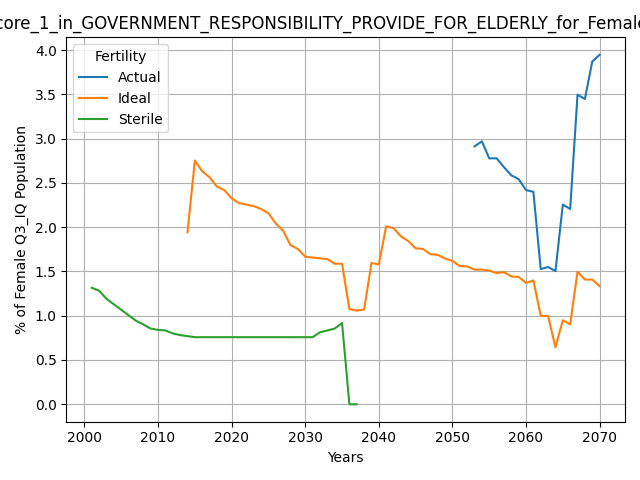 core_1_in_GOVERNMENT_RESPONSIBILITY_PROVIDE_FOR_ELDERLY_for_Female
Fertility
Actual
Ideal
Sterile
% of Female Q3_IQ Population
4.0
3.5
3.0
2.5
2.0
1.5
1.0
0.5
0.0
2000 2010 2020 2030 2040 2050 2060 2070
Years